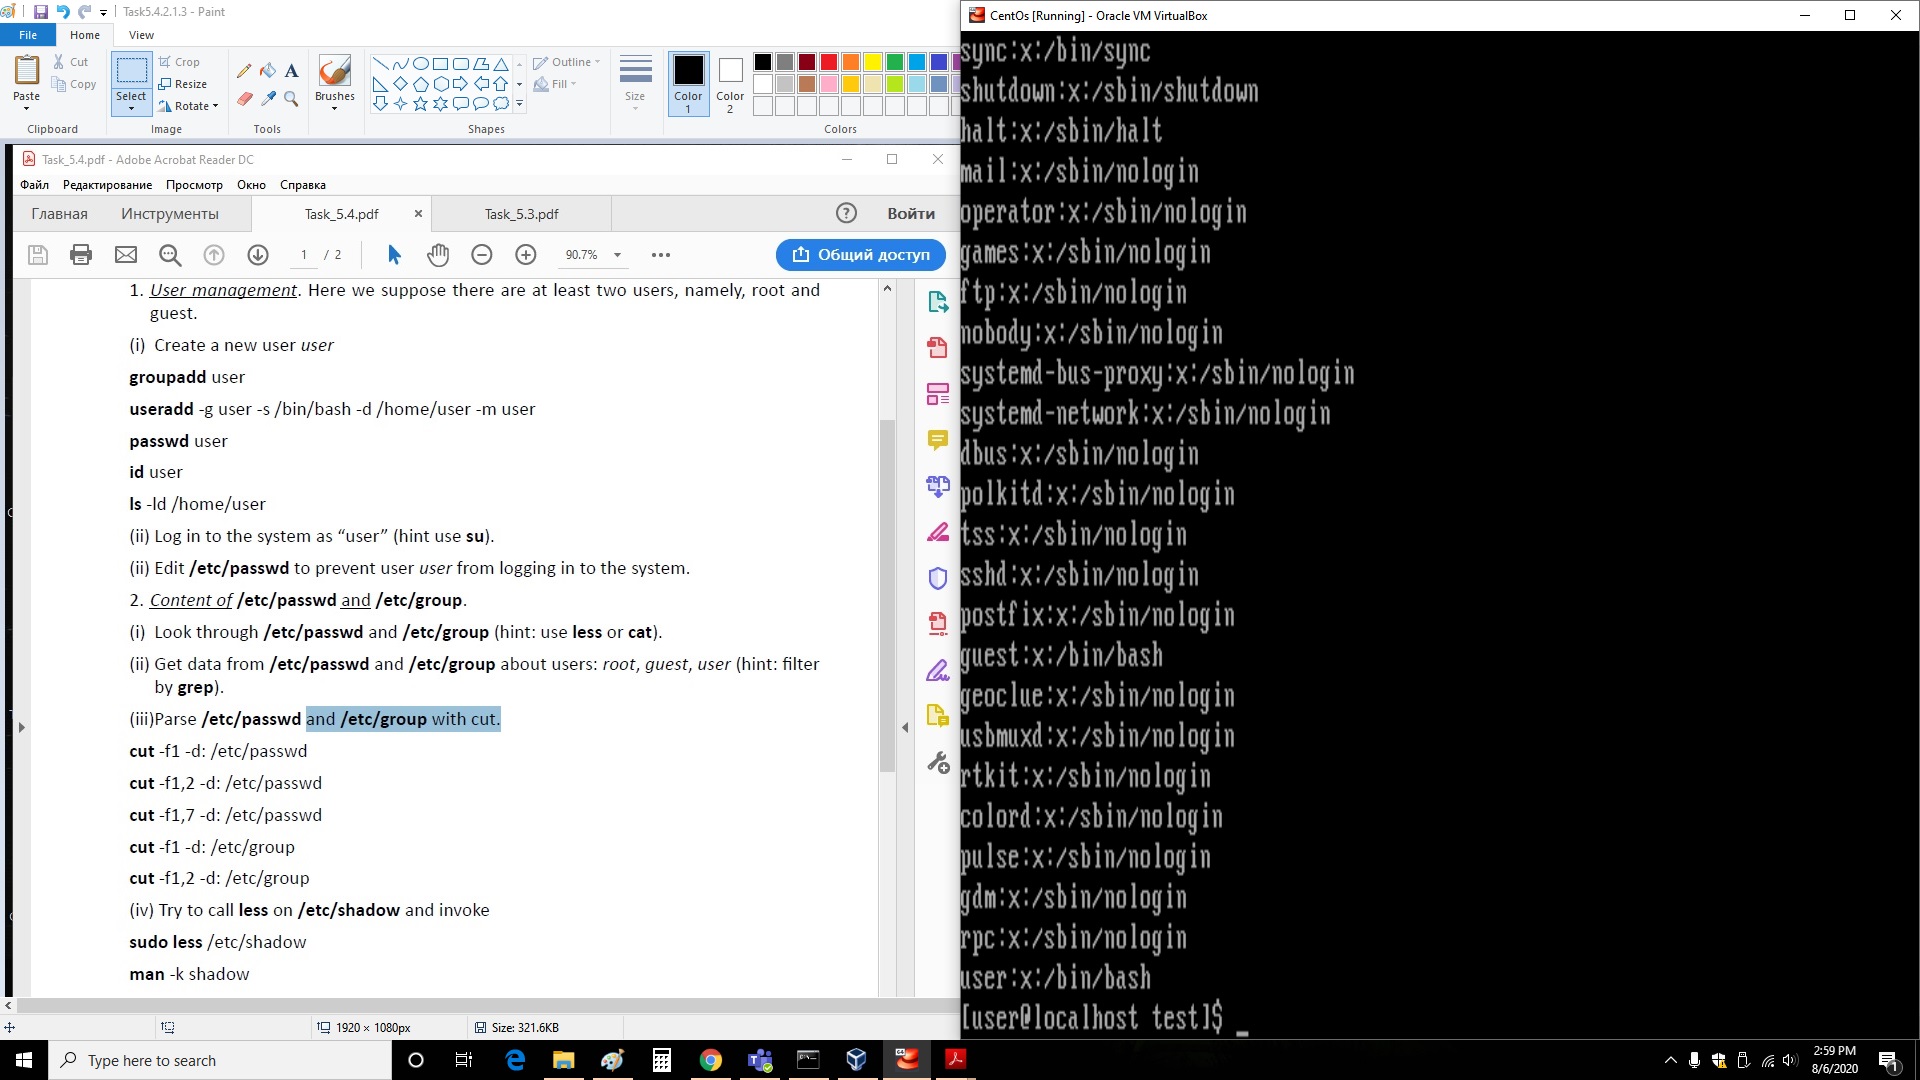 Task5.4.2.1.3 - Paint
File
Home
View
Paste
Cut
Copy
Clipboard
Select
Crop
Resize
Rotate
Image
A
Tools
Brushes
Shapes
Outline
Fill
Size
Color
1
Color
2
Colors
Task_5.4.pdf - Adobe Acrobat Reader DC
Файл Редактирование Просмотр Окно Справка
Главная Инструменты Task_5.4.pdf Task_5.3.pdf Войти
1 / 2 90.7% Общий доступ
1. User management. Here we suppose there are at least two users, namely, root and
guest.
(i) Create a new user user
groupadd user
useradd -g user -s /bin/bash -d /home/user -m user
passwd user
id user
ls -ld /home/user
(ii) Log in to the system as “user” (hint use su).
(ii) Edit /etc/passwd to prevent user user from logging in to the system.
2. Content of /etc/passwd and /etc/group.
(i) Look through /etc/passwd and /etc/group (hint: use less or cat).
(ii) Get data from /etc/passwd and /etc/group about users: root, guest, user (hint: filter
by grep).
(iii)Parse /etc/passwd and /etc/group with cut.
cut -f1 -d: /etc/passwd
cut -f1,2 -d: /etc/passwd
cut -f1,7 -d: /etc/passwd
cut -f1 -d: /etc/group
cut -f1,2 -d: /etc/group
(iv) Try to call less on /etc/shadow and invoke
sudo less /etc/shadow
man -k shadow
1920 × 1080px
Size: 321.6KB
CentOs [Running] - Oracle VM VirtualBox
sync:x:/bin/sync
shutdown:x:/sbin/shutdown
halt:x:/sbin/halt
mail:x:/sbin/nologin
operator:x:/sbin/nologin
games:x:/sbin/nologin
ftp:x:/sbin/nologin
nobody:x:/sbin/nologin
systemd-bus-proxy:x:/sbin/nologin
systemd-network:x:/sbin/nologin
dbus:x:/sbin/nologin
polkitd:x:/sbin/nologin
tss:x:/sbin/nologin
sshd:x:/sbin/nologin
postfix:x:/sbin/nologin
guest:x:/bin/bash
geoclue:x:/sbin/nologin
usbmuxd:x:/sbin/nologin
rtkit:x:/sbin/nologin
colord:x:/sbin/nologin
pulse:x:/sbin/nologin
gdm:x:/sbin/nologin
rpc:x:/sbin/nologin
user:x:/bin/bash
[user@localhost test]$ _
Type here to search
2:59 PM
8/6/2020
1